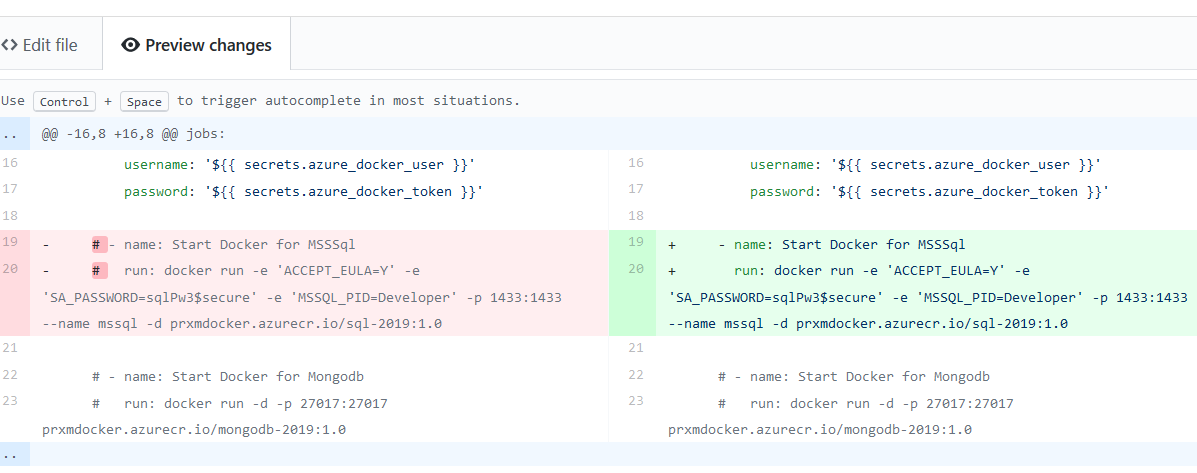 <> Edit file Preview changes
Use Control + Space to trigger autocomplete in most situations.
.. @@ -16,8 +16,8 @@ jobs:
16 username: '${{ secrets.azure_docker_user }}'
17 password: '${{ secrets.azure_docker_token }}'
18
19 - # - name: Start Docker for MSSSql
20 - # run: docker run -e 'ACCEPT_EULA=Y' -e
'SA_PASSWORD=sqlPw3$secure' -e 'MSSQL_PID=Developer' -p 1433:1433
--name mssql -d prxmdocker.azurecr.io/sql-2019:1.0
21
22 # - name: Start Docker for Mongodb
23 # run: docker run -d -p 27017:27017
prxmdocker.azurecr.io/mongodb-2019:1.0
..
16 username: '${{ secrets.azure_docker_user }}'
17 password: '${{ secrets.azure_docker_token }}'
18
19 + - name: Start Docker for MSSSql
20 + run: docker run -e 'ACCEPT_EULA=Y' -e
'SA_PASSWORD=sqlPw3$secure' -e 'MSSQL_PID=Developer' -p 1433:1433
--name mssql -d prxmdocker.azurecr.io/sql-2019:1.0
21
22 # - name: Start Docker for Mongodb
23 # run: docker run -d -p 27017:27017
prxmdocker.azurecr.io/mongodb-2019:1.0